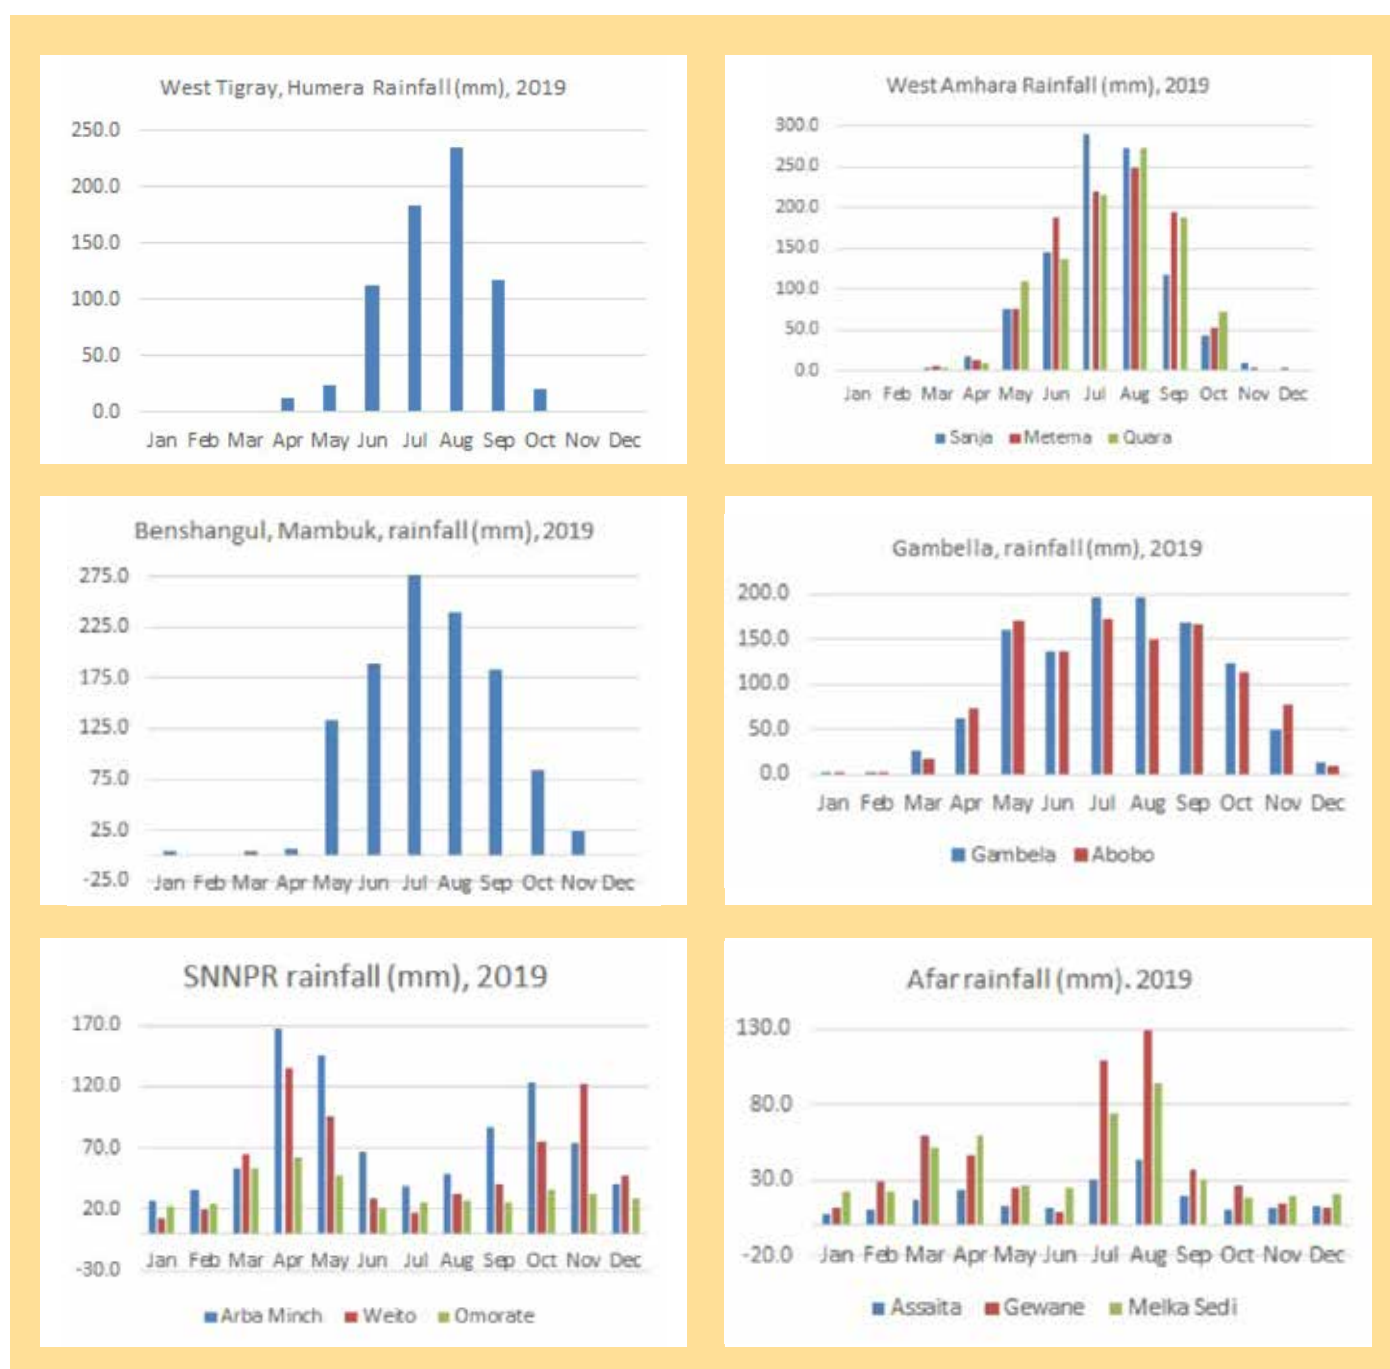 West Tigray, Humera Rainfall(mm), 2019
250.0
200.0
150.0
100.0
50.0
0.0
Jan Feb Mar Apr May Jun Jul Aug Sep Oct Nov Dec
West Amhara Rainfall (mm), 2019
300.0
250.0
200.0
150.0
100.0
50.0
0.0
Jan Feb Mar Apr May Jun Jul Aug Sep Oct Nov Dec
Sanja Metema Quara
Benshangul, Mambuk, rainfall(mm), 2019
275.0
225.0
175.0
125.0
75.0
25.0
-25.0
Jan Feb Mar Apr May Jun Jul Aug Sep Oct Nov Dec
Gambella, rainfall(mm), 2019
200.0
150.0
100.0
50.0
0.0
Jan Feb Mar Apr May Jun Jul Aug Sep Oct Nov Dec
Gambela Abobo
SNNPR rainfall (mm), 2019
170.0
120.0
70.0
20.0
-30.0
Jan Feb Mar Apr May Jun Jul Aug Sep Oct Nov Dec
Arba Minch Weito Omorate
Afar rainfall (mm). 2019
130.0
80.0
30.0
-20.0
Jan Feb Mar Apr May Jun Jul Aug Sep Oct Nov Dec
Assaita Gewane Melka Sedi